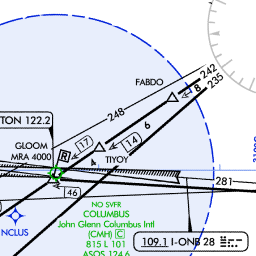 FABDO
242
235
8
248
TON 122.2
6
GLOOM
MRA 4000
R
17
14
4
TIYOY
46
281
NO SVFR
COLUMBUS
John Glenn Columbus Intl
(CMH) C
815 L 101
ASOS 124.6
NCLUS
109.1 I-ONB 28